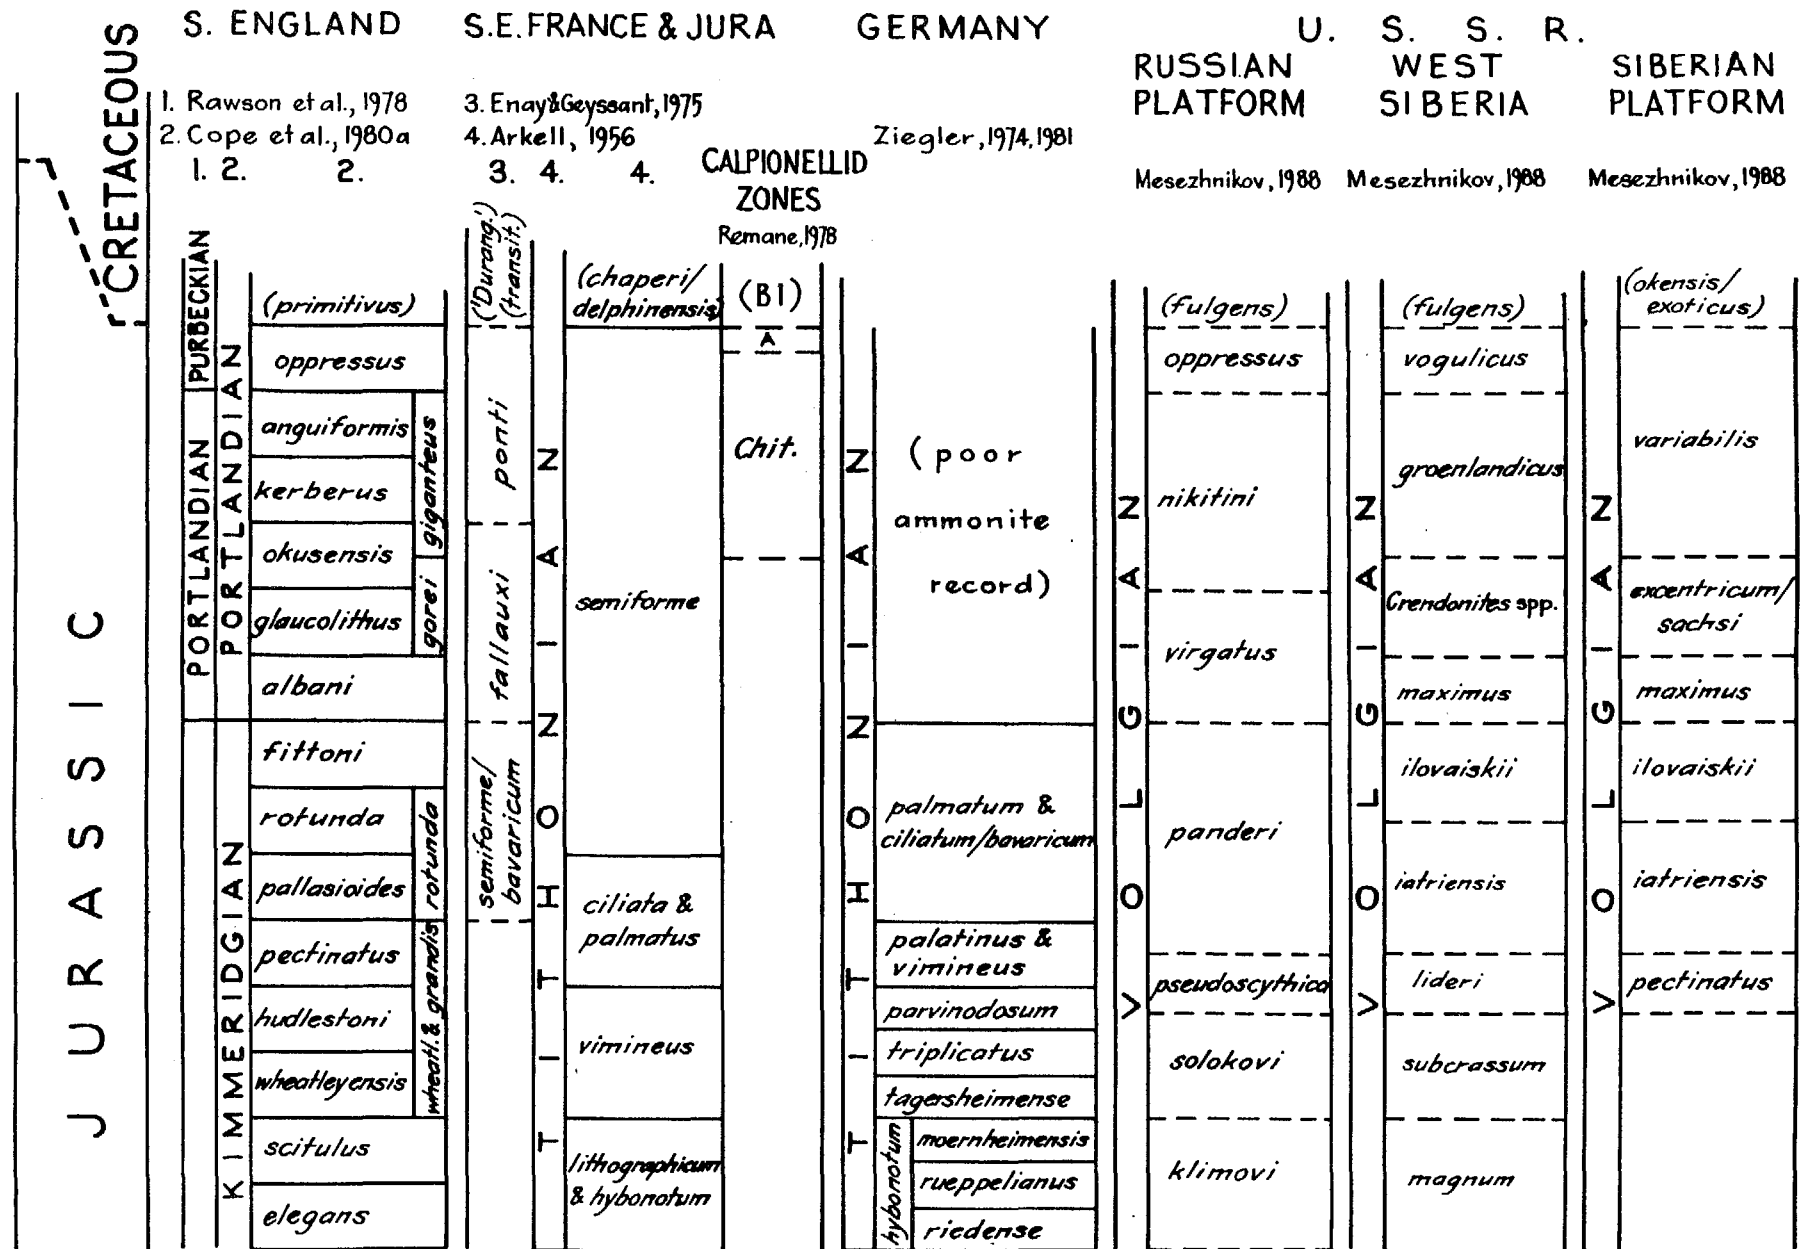 S. ENGLAND
S.E. FRANCE & JURA
GERMANY
U. S. S. R.
RUSSIAN PLATFORM
WEST SIBERIA
SIBERIAN PLATFORM
1. Rawson et al., 1978
2. Cope et al., 1980a
3. Enay & Geyssant, 1975
4. Arkell, 1956
Ziegler, 1974, 1981
Mesezhnikov, 1988
Mesezhnikov, 1988
Mesezhnikov, 1988
1. 2. 2.
3. 4. 4.
CALPIONELLID
ZONES
Remane, 1978
CRETACEOUS
JURASSIC
PURBECKIAN
PORTLANDIAN
PORTLANDIAN
KIMMERIDGIAN
(primitivus)
oppressus
anguiformis
kerberus
okusensis
glaucolithus
albani
fittoni
rotunda
pallasioides
pectinatus
hudlestoni
wheatleyensis
scitulus
elegans
giganteus
gorei
rotunda
wheatl. & grandis
("Durang.")
(transit.)
ponti
fallauxi
semiforme/
bavaricum
TITHONIAN
(chaperi/
delphinensis)
semiforme
ciliata &
palmatus
vimineus
lithographicum
& hybonotum
(B1)
A
Chit.
TITHONIAN
(poor
ammonite
record)
palmatum &
ciliatum/bavaricum
palatinus &
vimineus
parvinodosum
triplicatus
tagersheimense
hybonotum
moernheimensis
rueppelianus
riedense
VOLGIAN
(fulgens)
oppressus
nikitini
virgatus
panderi
pseudoscythica
solokovi
klimovi
VOLGIAN
(fulgens)
vogulicus
groenlandicus
Crendonites spp.
maximus
ilovaiskii
iatriensis
lideri
subcrassum
magnum
VOLGIAN
(okensis/
exoticus)
variabilis
excentricum/
sachsi
maximus
ilovaiskii
iatriensis
pectinatus